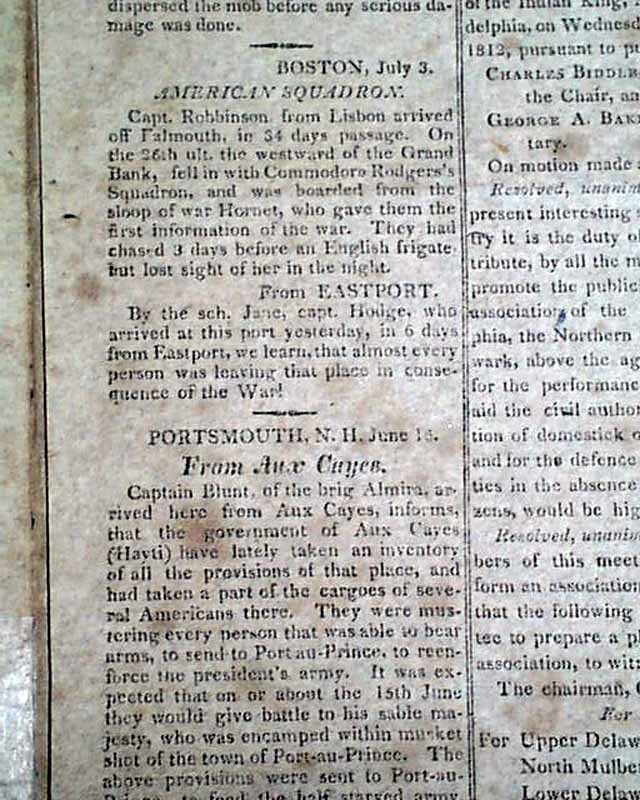 dispersed the mob before any serious da-
mage was done.
BOSTON, July 3.
AMERICAN SQUADRON.
Capt. Robbinson from Lisbon arrived
off Falmouth, in 34 days passage. On
the 26th ult. the westward of the Grand
Bank, fell in with Commodore Rodgers's
Squadron, and was boarded from the
sloop of war Hornet, who gave them the
first information of the war. They had
chased 3 days before an English frigate
but lost sight of her in the night.
From EASTPORT.
By the sch. Jane, capt. Hodge, who
arrived at this port yesterday, in 6 days
from Eastport, we learn, that almost every
person was leaving that place in conse-
quence of the War!
PORTSMOUTH, N. H. June
From Aux Cayes.
Captain Blunt, of the brig Almira, ar-
rived here from Aux Cayes, informs,
that the government of Aux Cayes
(Hayti) have lately taken an inventory
of all the provisions of that place, and
had taken a part of the cargoes of seve-
ral Americans there. They were mus-
tering every person that was able to bear
arms, to send to Port au-Prince, to reen-
force the president's army. It was ex-
pected that on or about the 15th June
they would give battle to his sable ma-
jesty, who was encamped within musket
shot of the town of Port-au-Prince. The
above provisions were sent to Port-au-
to feed the half starved army
of the Indian King,
delphia, on Wednesd
1812, pursuant to pu
CHARLES BIDDLE
the Chair, an
GEORGE A. BAK
tary.
On motion made a
Resolved, unanim
present interesting
try it is the duty o
tribute, by all the m
promote the public
association of the
phia, the Northern
wark, above the ag
for the performanc
aid the civil author
tion of domestick o
and for the defence
ties in the absence
zens, would be hig
Resolved, unanim
bers of this meet
form an association
that the following
tee to prepare a pl
association, to wit
The chairman, C
For
For Upper Delaw
North Mulber
Lower Delaw